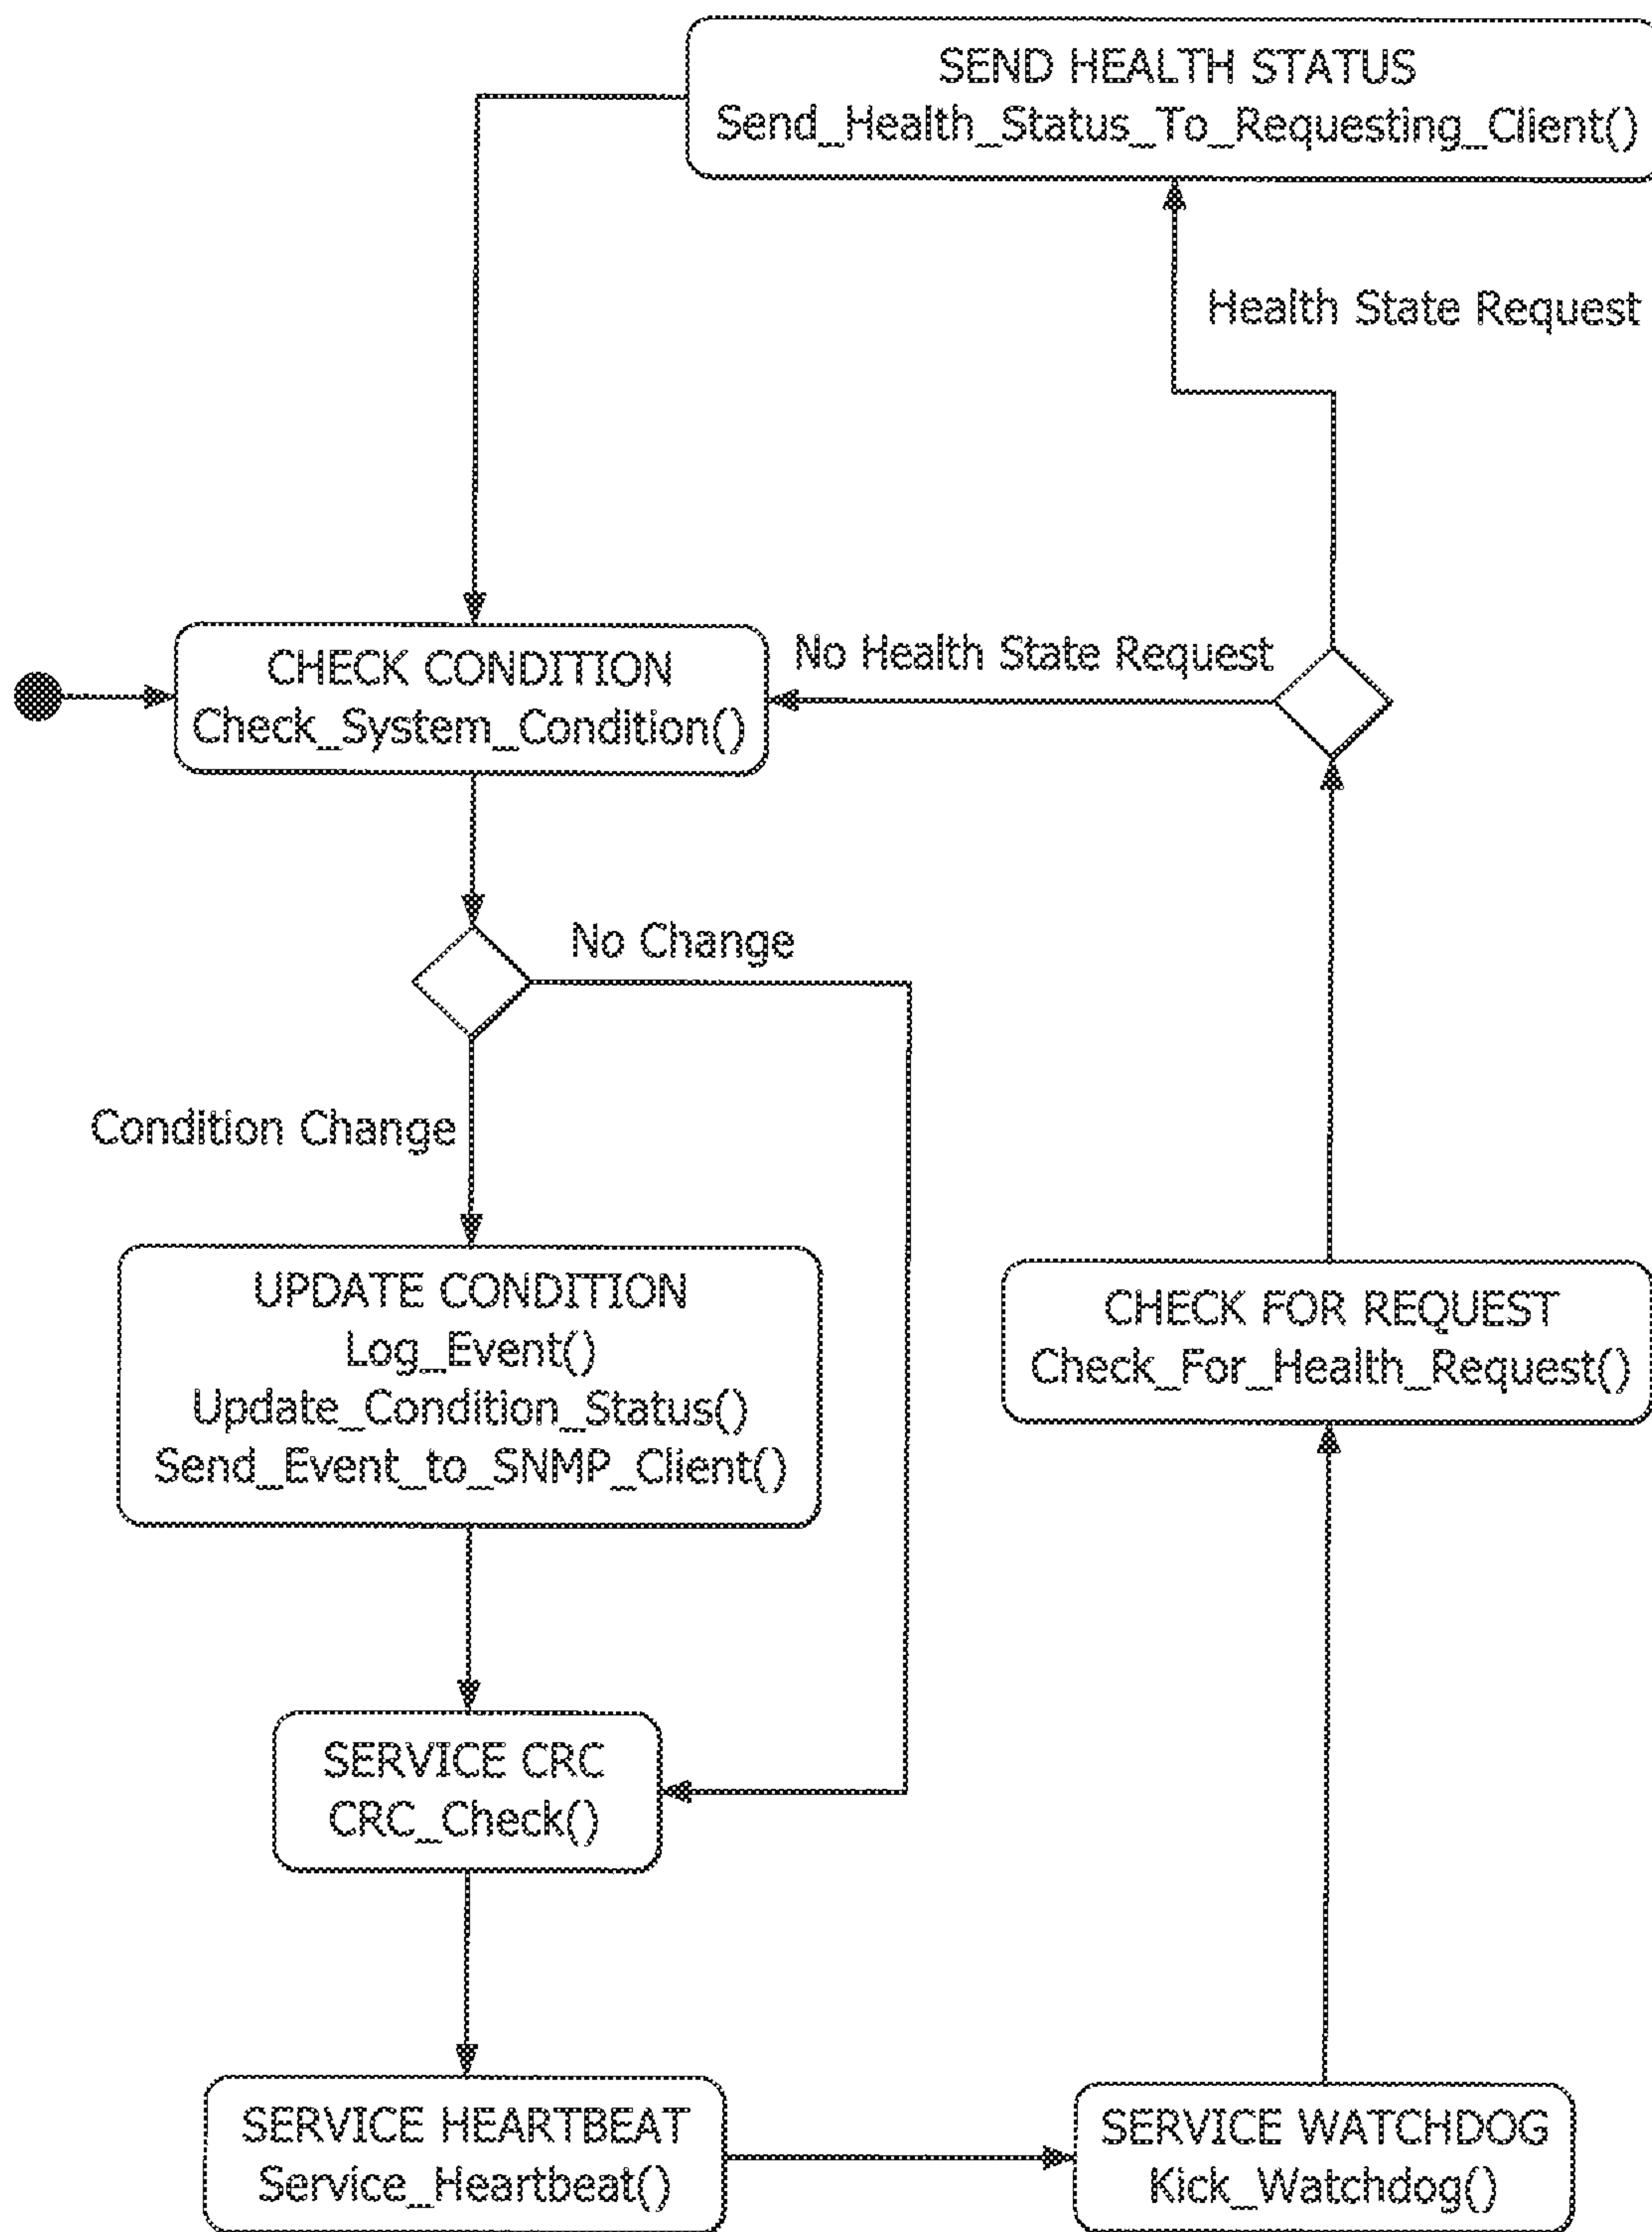 SEND HEALTH STATUS
Send_Health_Status_To_Requesting_Client()
Health State Request
CHECK CONDITION
Check_System_Condition()
No Health State Request
No Change
Condition Change
UPDATE CONDITION
Log_Event()
Update_Condition_Status()
Send_Event_to_SNMP_Client()
CHECK FOR REQUEST
Check_For_Health_Request()
SERVICE CRC
CRC_Check()
SERVICE HEARTBEAT
Service_Heartbeat()
SERVICE WATCHDOG
Kick_Watchdog()